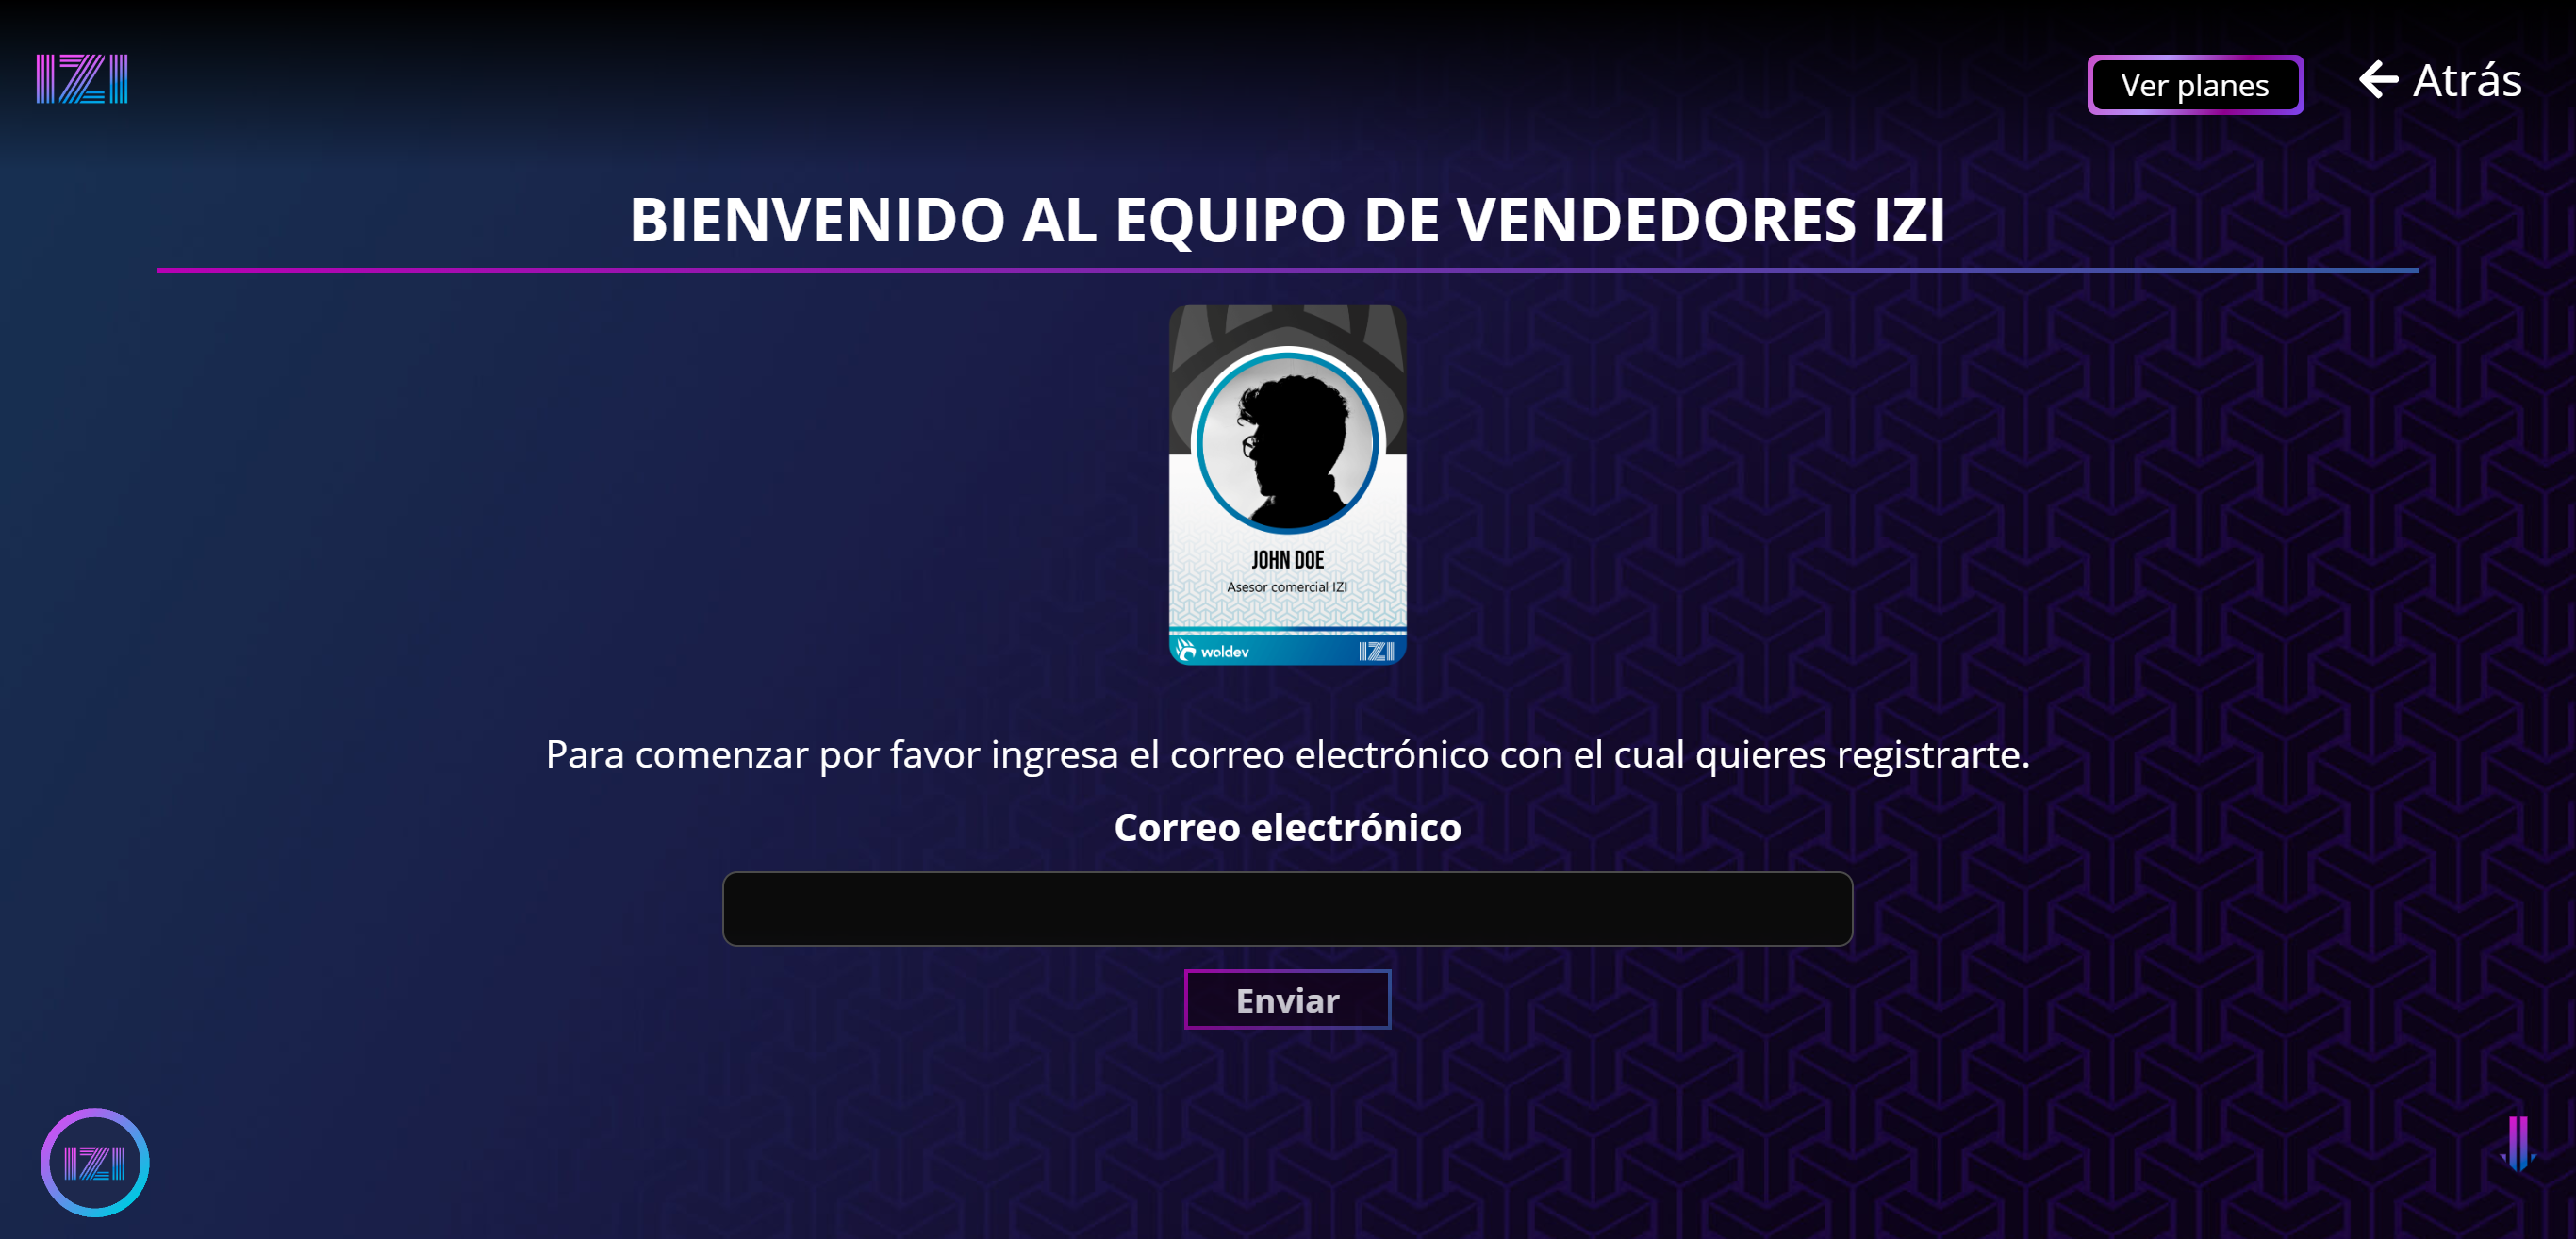 IZI
Ver planes
Atrás
BIENVENIDO AL EQUIPO DE VENDEDORES IZI
JOHN DOE
Asesor comercial IZI
woldev
IZI
Para comenzar por favor ingresa el correo electrónico con el cual quieres registrarte.
Correo electrónico
Enviar
IZI